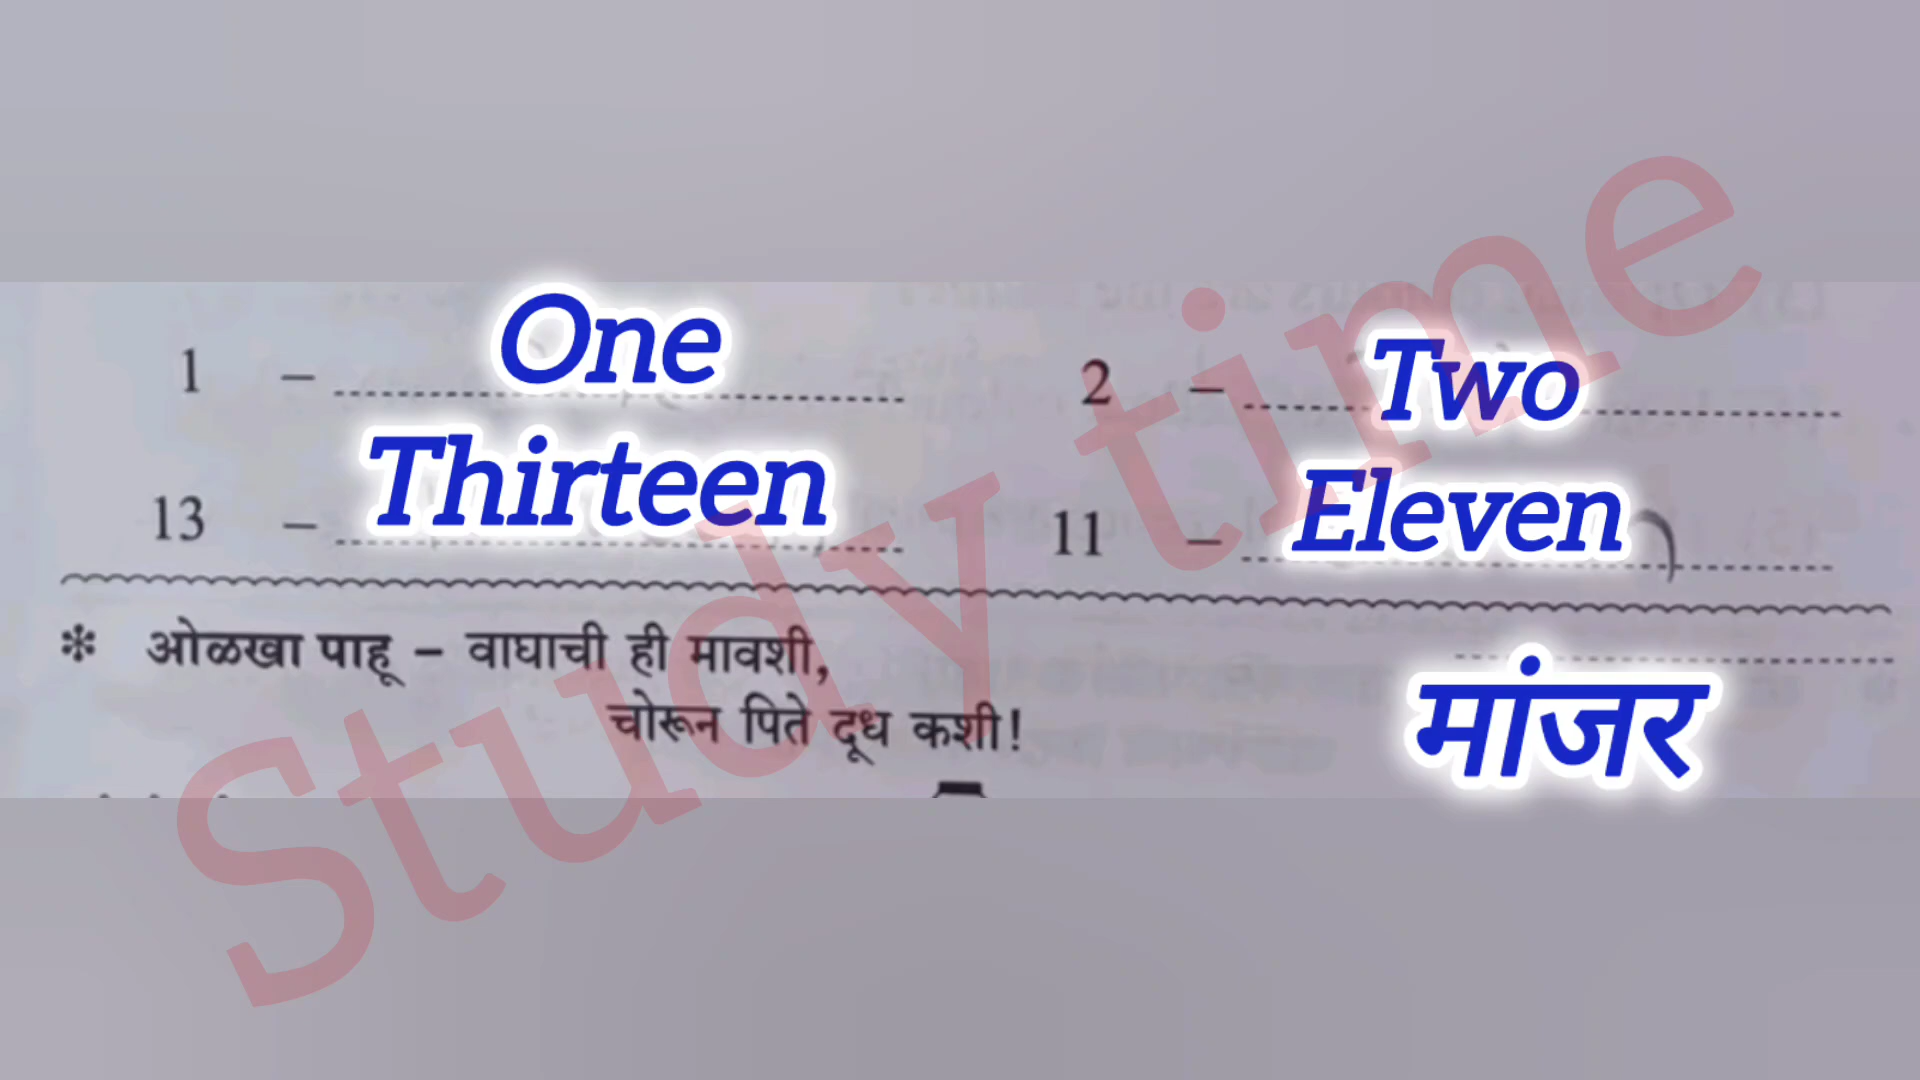 1 – One 2 – Two
13 – Thirteen 11 – Eleven
* ओळखा पाहू – वाघाची ही मावशी,
चोरून पिते दूध कशी!
मांजर
Study time